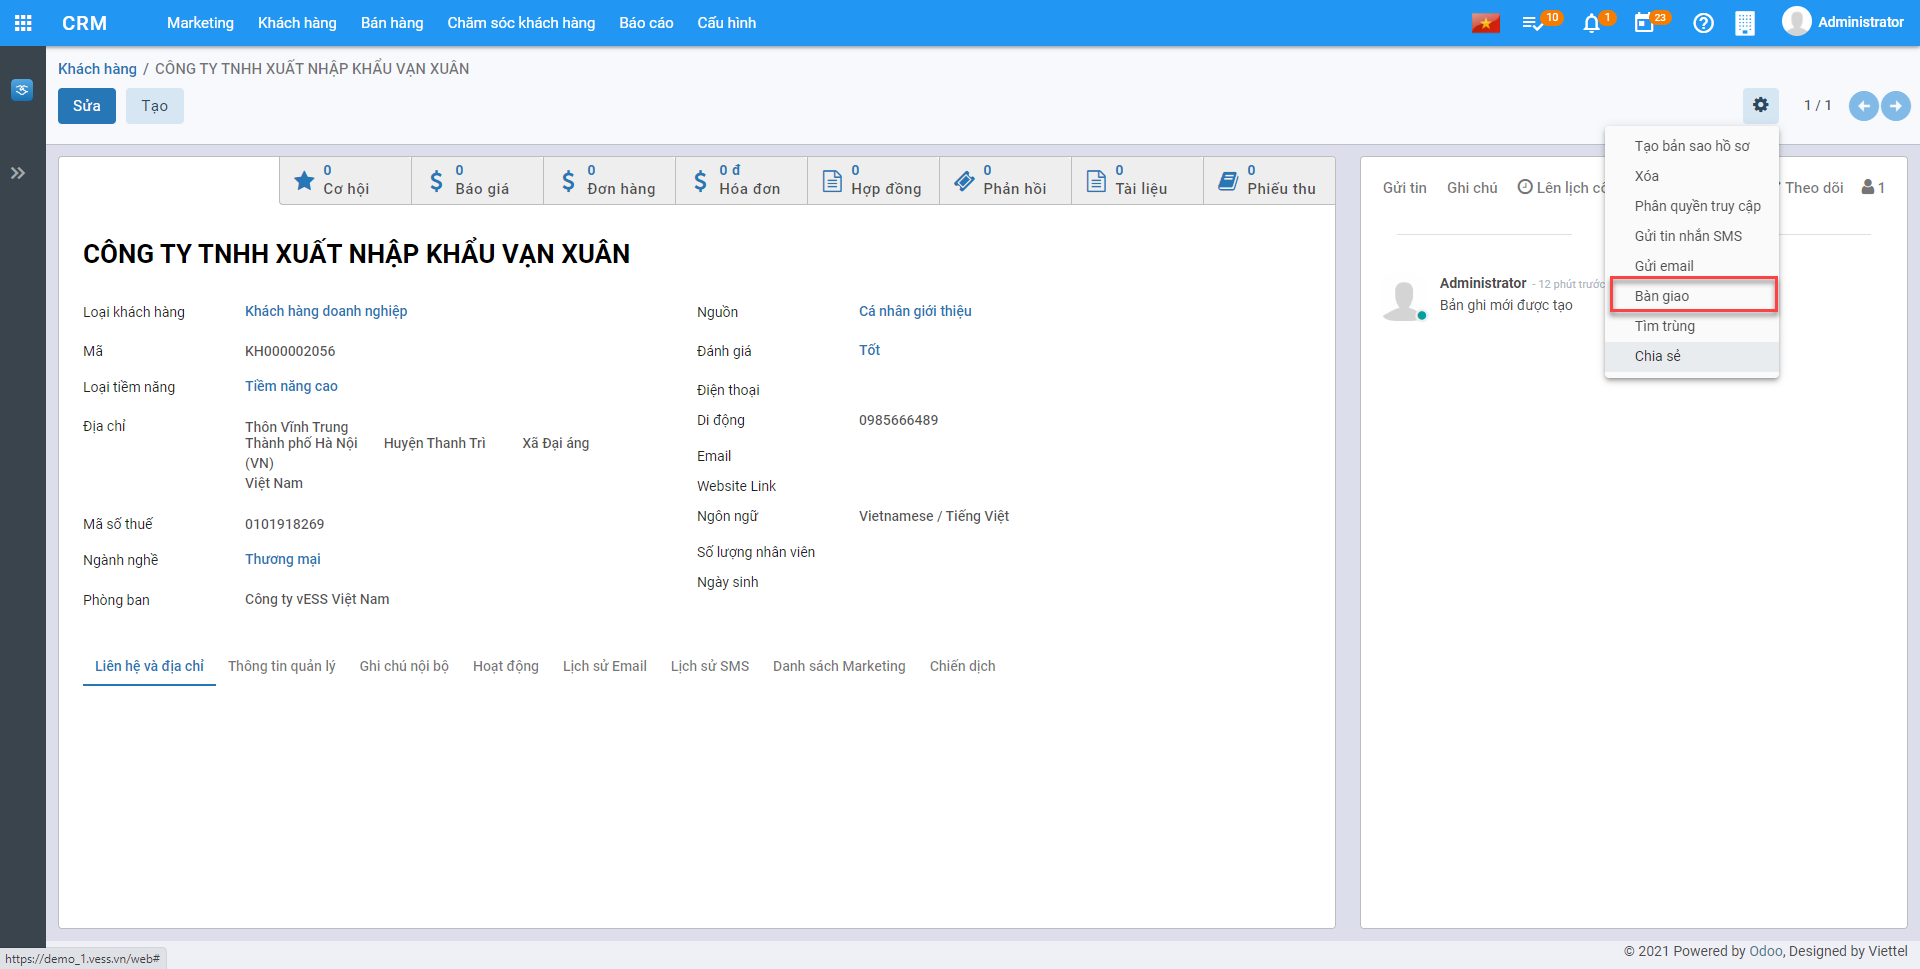 CRM
Marketing Khách hàng Bán hàng Chăm sóc khách hàng Báo cáo Cấu hình
10 1 23 Administrator
Khách hàng / CÔNG TY TNHH XUẤT NHẬP KHẨU VẠN XUÂN
Sửa Tạo
1 / 1
Tạo bản sao hồ sơ
Xóa
Phân quyền truy cập
Gửi tin nhắn SMS
Gửi email
Bàn giao
Tìm trùng
Chia sẻ
0 Cơ hội
0 Báo giá
0 Đơn hàng
0 đ Hóa đơn
0 Hợp đồng
0 Phản hồi
0 Tài liệu
0 Phiếu thu
Gửi tin Ghi chú Lên lịch Theo dõi 1
CÔNG TY TNHH XUẤT NHẬP KHẨU VẠN XUÂN
Administrator - 12 phút trước
Bản ghi mới được tạo
Loại khách hàng Khách hàng doanh nghiệp
Mã KH000002056
Loại tiềm năng Tiềm năng cao
Địa chỉ Thôn Vĩnh Trung
Thành phố Hà Nội Huyện Thanh Trì Xã Đại áng
(VN)
Việt Nam
Mã số thuế 0101918269
Ngành nghề Thương mại
Phòng ban Công ty vESS Việt Nam
Nguồn Cá nhân giới thiệu
Đánh giá Tốt
Điện thoại
Di động 0985666489
Email
Website Link
Ngôn ngữ Vietnamese / Tiếng Việt
Số lượng nhân viên
Ngày sinh
Liên hệ và địa chỉ Thông tin quản lý Ghi chú nội bộ Hoạt động Lịch sử Email Lịch sử SMS Danh sách Marketing Chiến dịch
© 2021 Powered by Odoo, Designed by Viettel
https://demo_1.vess.vn/web#